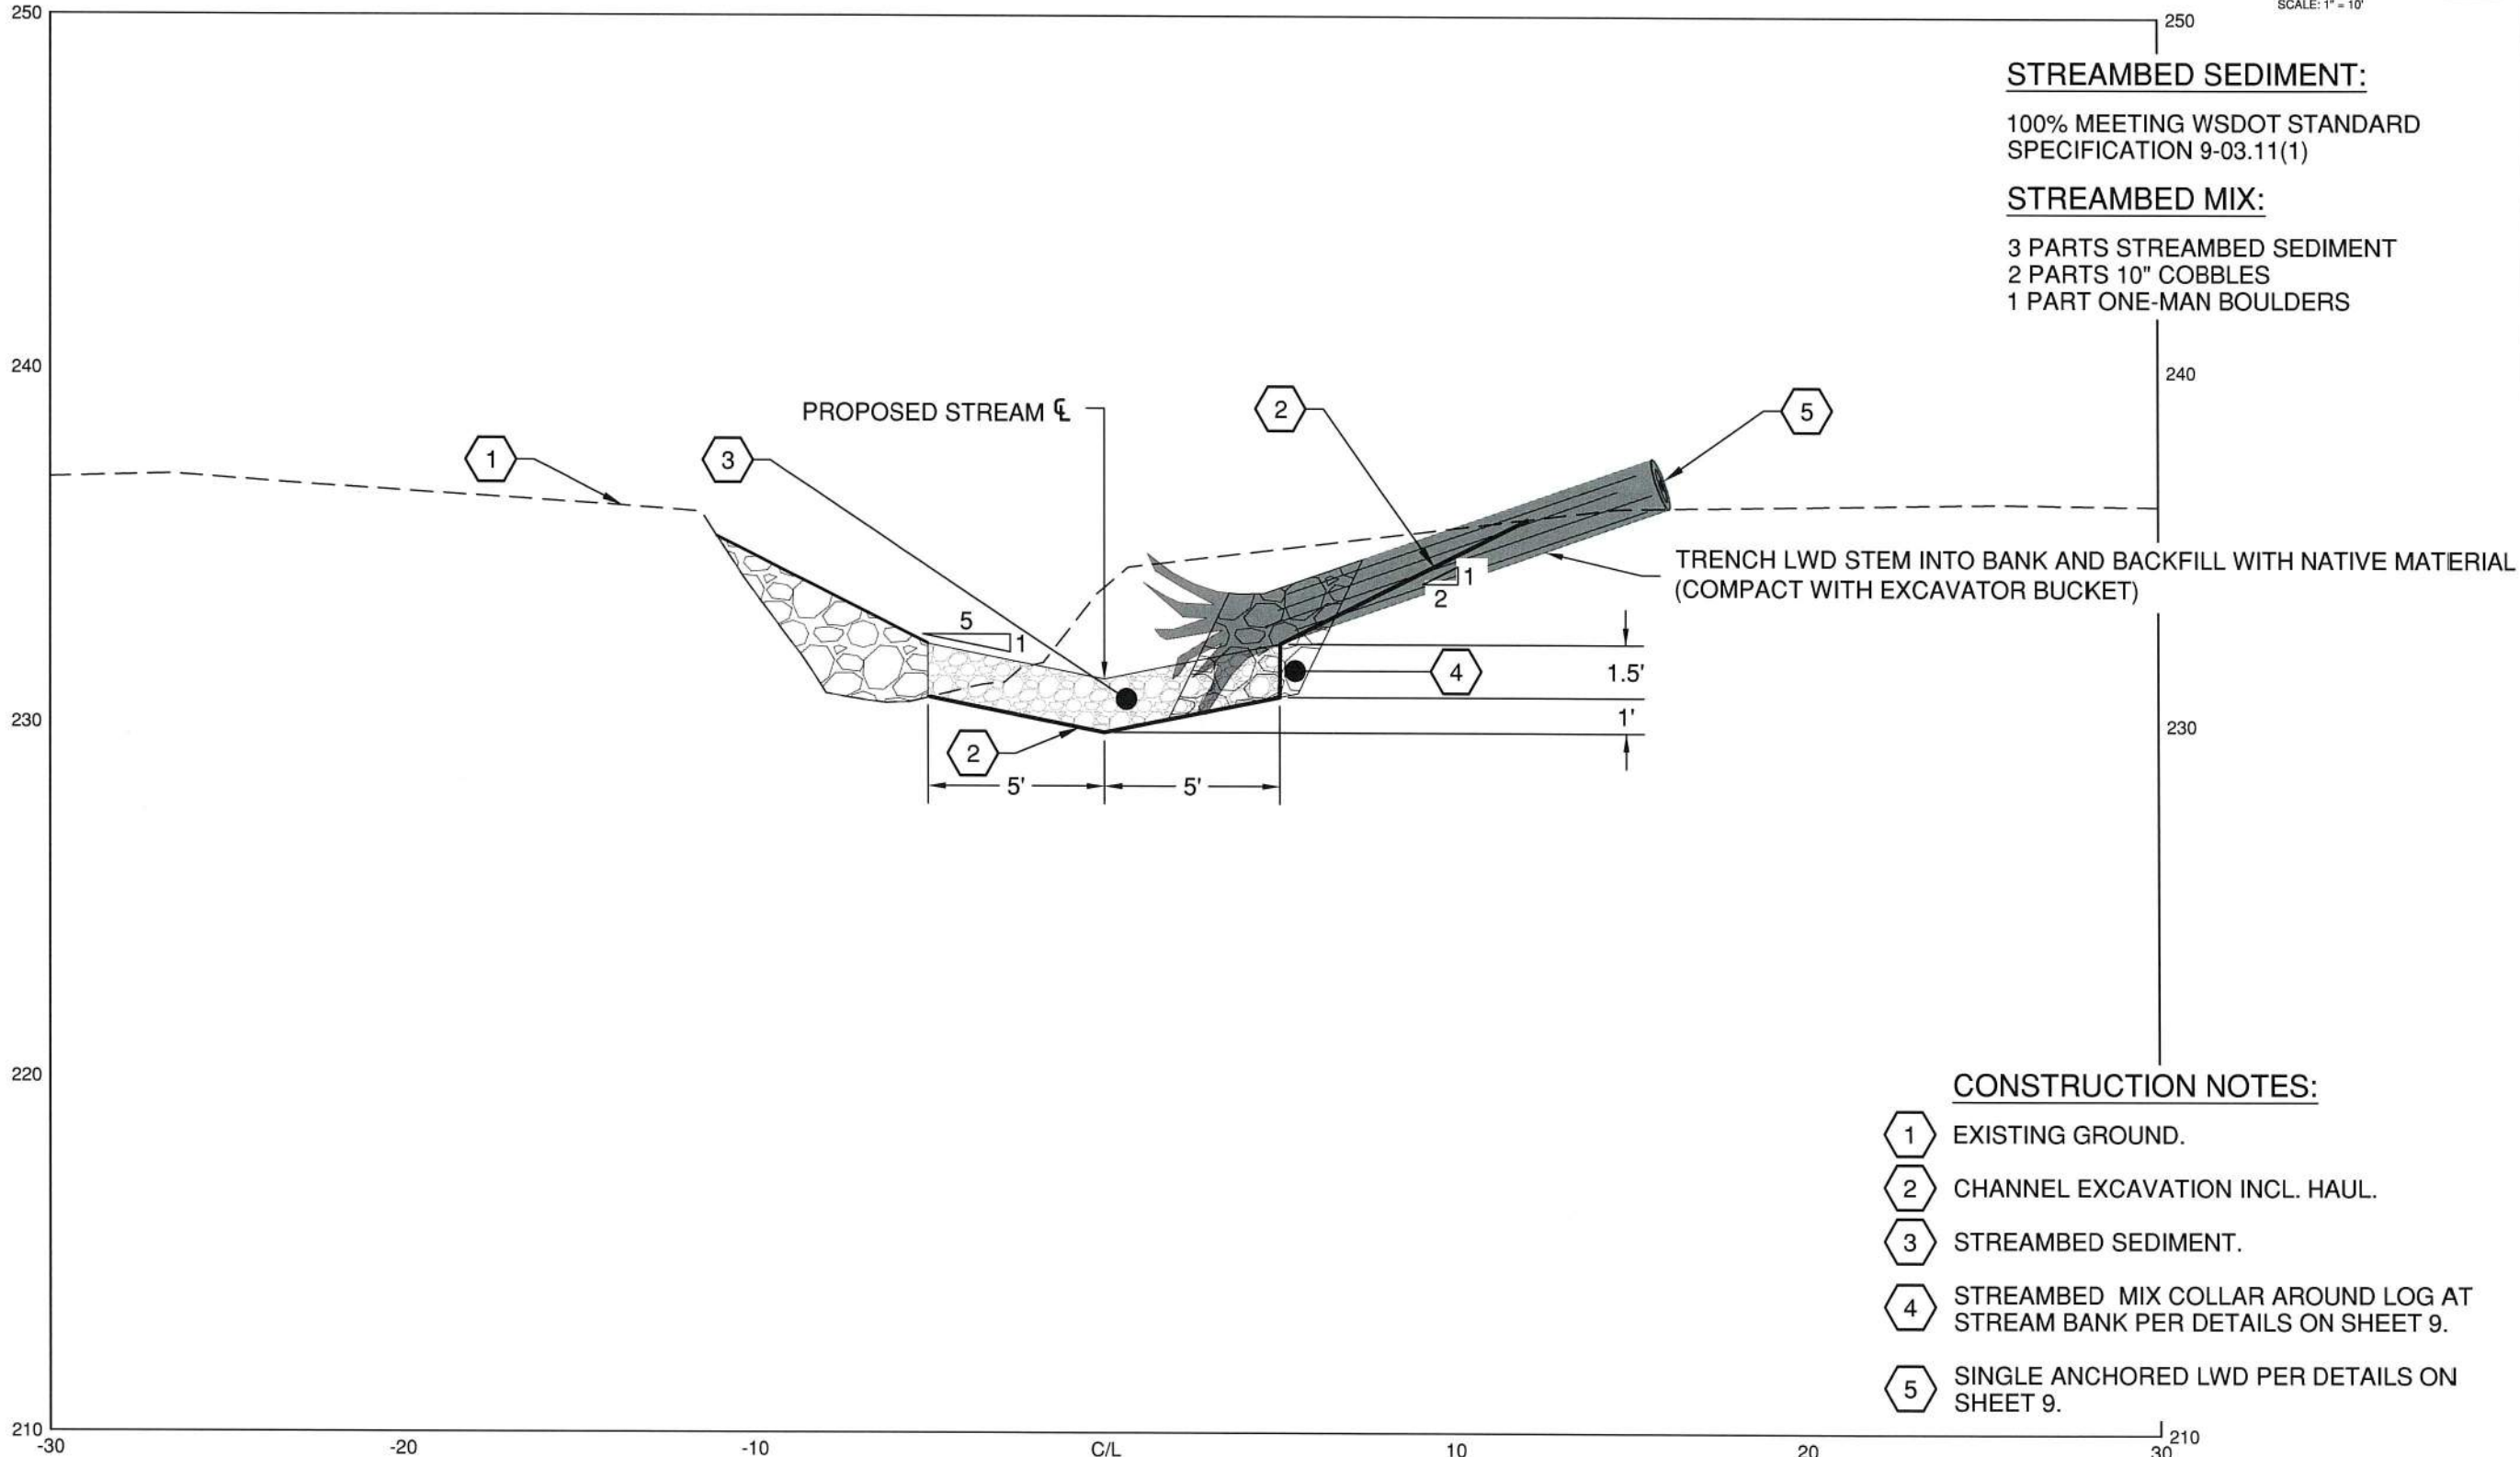 SCALE: 1" = 10'
250
250
STREAMBED SEDIMENT:
100% MEETING WSDOT STANDARD
SPECIFICATION 9-03.11(1)
STREAMBED MIX:
3 PARTS STREAMBED SEDIMENT
2 PARTS 10" COBBLES
1 PART ONE-MAN BOULDERS
240
240
PROPOSED STREAM ℄
2
5
1
3
TRENCH LWD STEM INTO BANK AND BACKFILL WITH NATIVE MATERIAL
(COMPACT WITH EXCAVATOR BUCKET)
1
2
5
1
4
1.5'
1'
230
230
2
5'
5'
220
CONSTRUCTION NOTES:
1 EXISTING GROUND.
2 CHANNEL EXCAVATION INCL. HAUL.
3 STREAMBED SEDIMENT.
4 STREAMBED MIX COLLAR AROUND LOG AT
STREAM BANK PER DETAILS ON SHEET 9.
5 SINGLE ANCHORED LWD PER DETAILS ON
SHEET 9.
210
210
-30
-20
-10
C/L
10
20
30